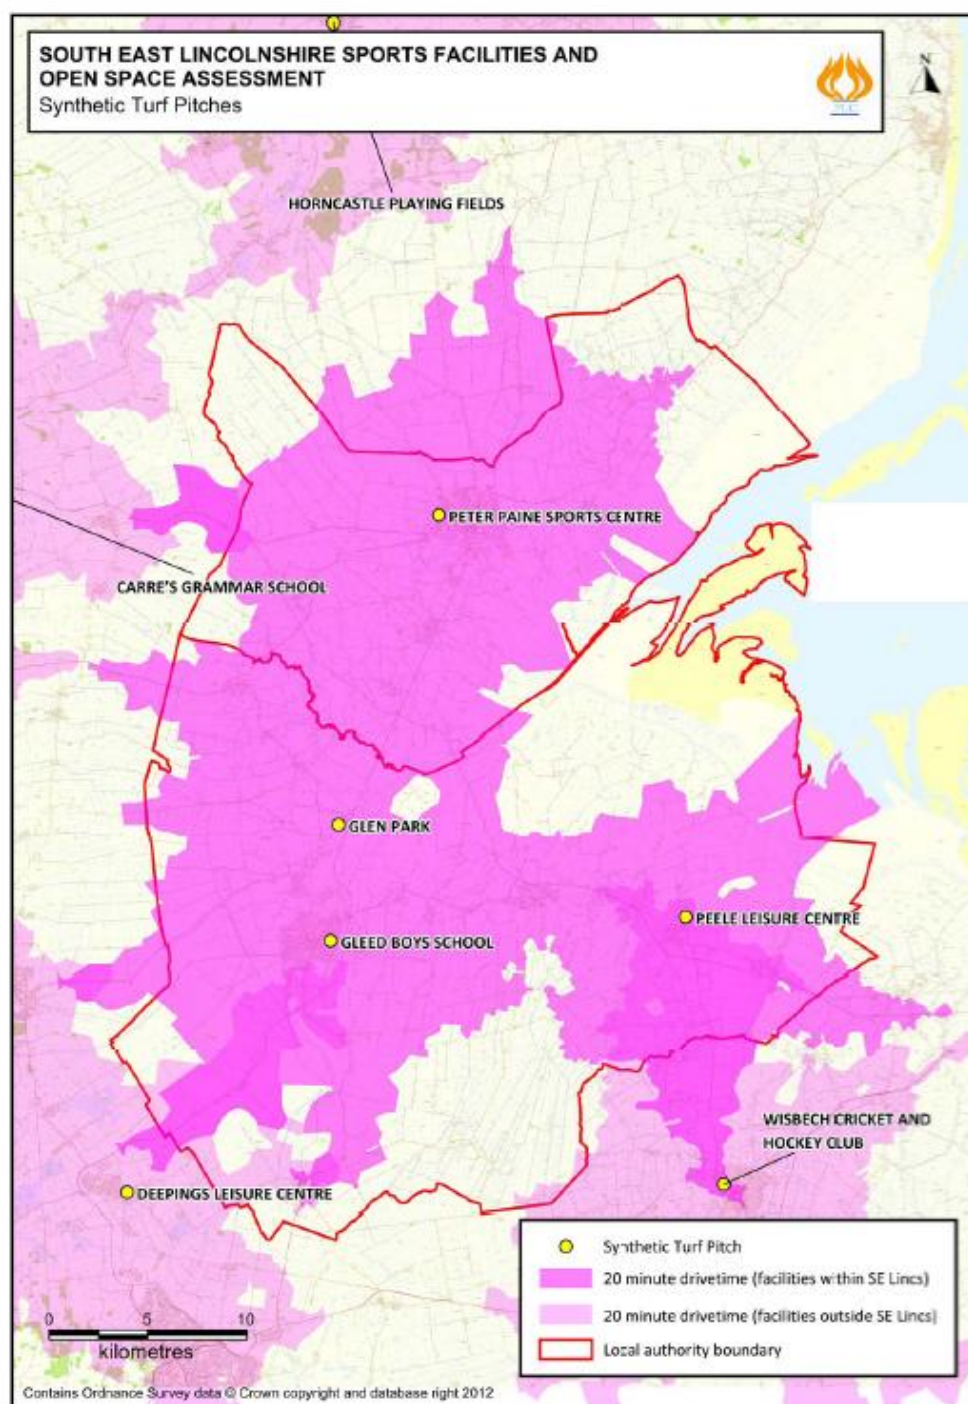 SOUTH EAST LINCOLNSHIRE SPORTS FACILITIES AND
OPEN SPACE ASSESSMENT
Synthetic Turf Pitches
N
HORNCASTLE PLAYING FIELDS
PETER PAINE SPORTS CENTRE
CARRE'S GRAMMAR SCHOOL
GLEN PARK
PEELE LEISURE CENTRE
GLEED BOYS SCHOOL
WISBECH CRICKET AND
HOCKEY CLUB
DEEPINGS LEISURE CENTRE
Synthetic Turf Pitch
20 minute drivetime (facilities within SE Lincs)
20 minute drivetime (facilities outside SE Lincs)
Local authority boundary
0 5 10
kilometres
Contains Ordnance Survey data © Crown copyright and database right 2012